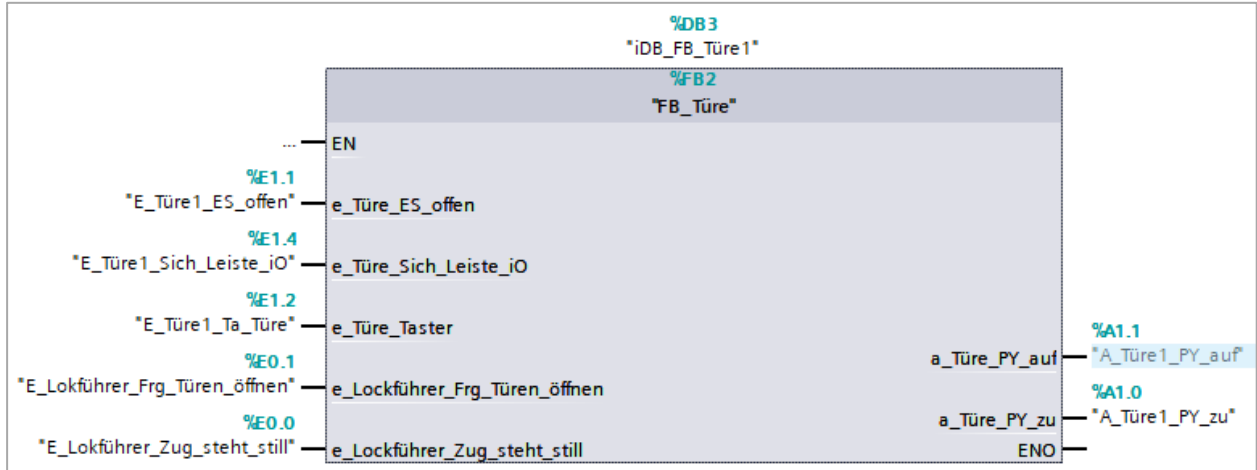 %DB3
"iDB_FB_Türe1"
%FB2
"FB_Türe"
... EN
%E1.1
"E_Türe1_ES_offen" e_Türe_ES_offen
%E1.4
"E_Türe1_Sich_Leiste_iO" e_Türe_Sich_Leiste_iO
%E1.2
"E_Türe1_Ta_Türe" e_Türe_Taster
%E0.1
"E_Lokführer_Frg_Türen_öffnen" e_Lockführer_Frg_Türen_öffnen
%E0.0
"E_Lokführer_Zug_steht_still" e_Lockführer_Zug_steht_still
%A1.1
a_Türe_PY_auf "A_Türe1_PY_auf"
%A1.0
a_Türe_PY_zu "A_Türe1_PY_zu"
ENO